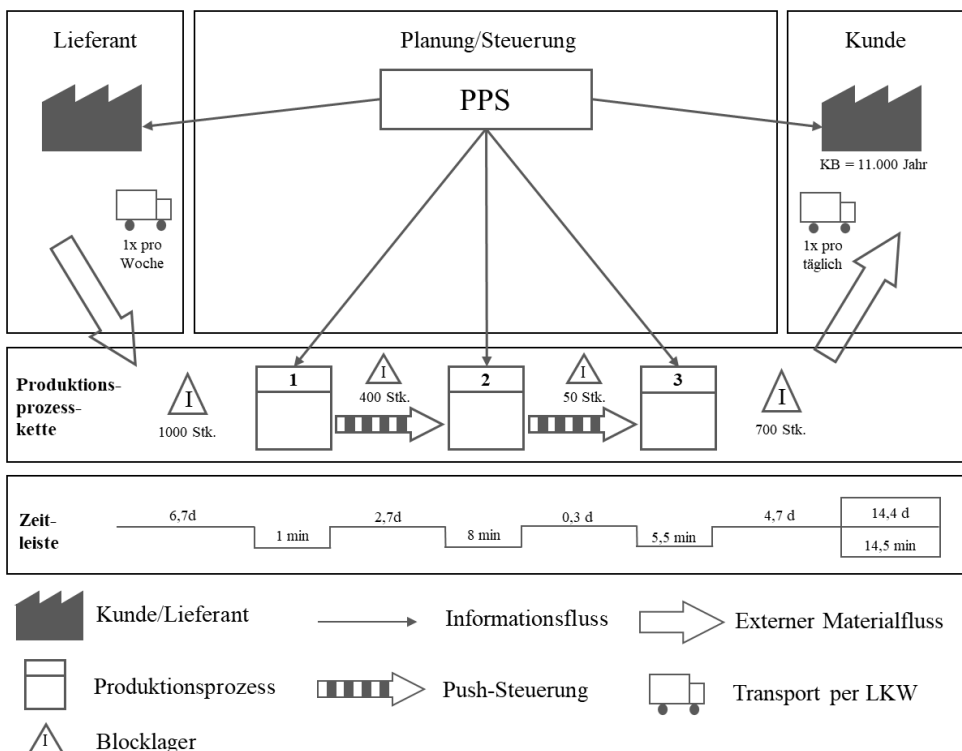 Lieferant
Planung/Steuerung
Kunde
PPS
KB = 11.000 Jahr
1x pro
Woche
1x pro
täglich
Produktions-
prozess-
kette
I
1000 Stk.
1
I
400 Stk.
2
I
50 Stk.
3
I
700 Stk.
Zeit-
leiste
6,7d
1 min
2,7d
8 min
0,3 d
5,5 min
4,7 d
14,4 d
14,5 min
Kunde/Lieferant
Informationsfluss
Externer Materialfluss
Produktionsprozess
Push-Steuerung
Transport per LKW
I
Blocklager